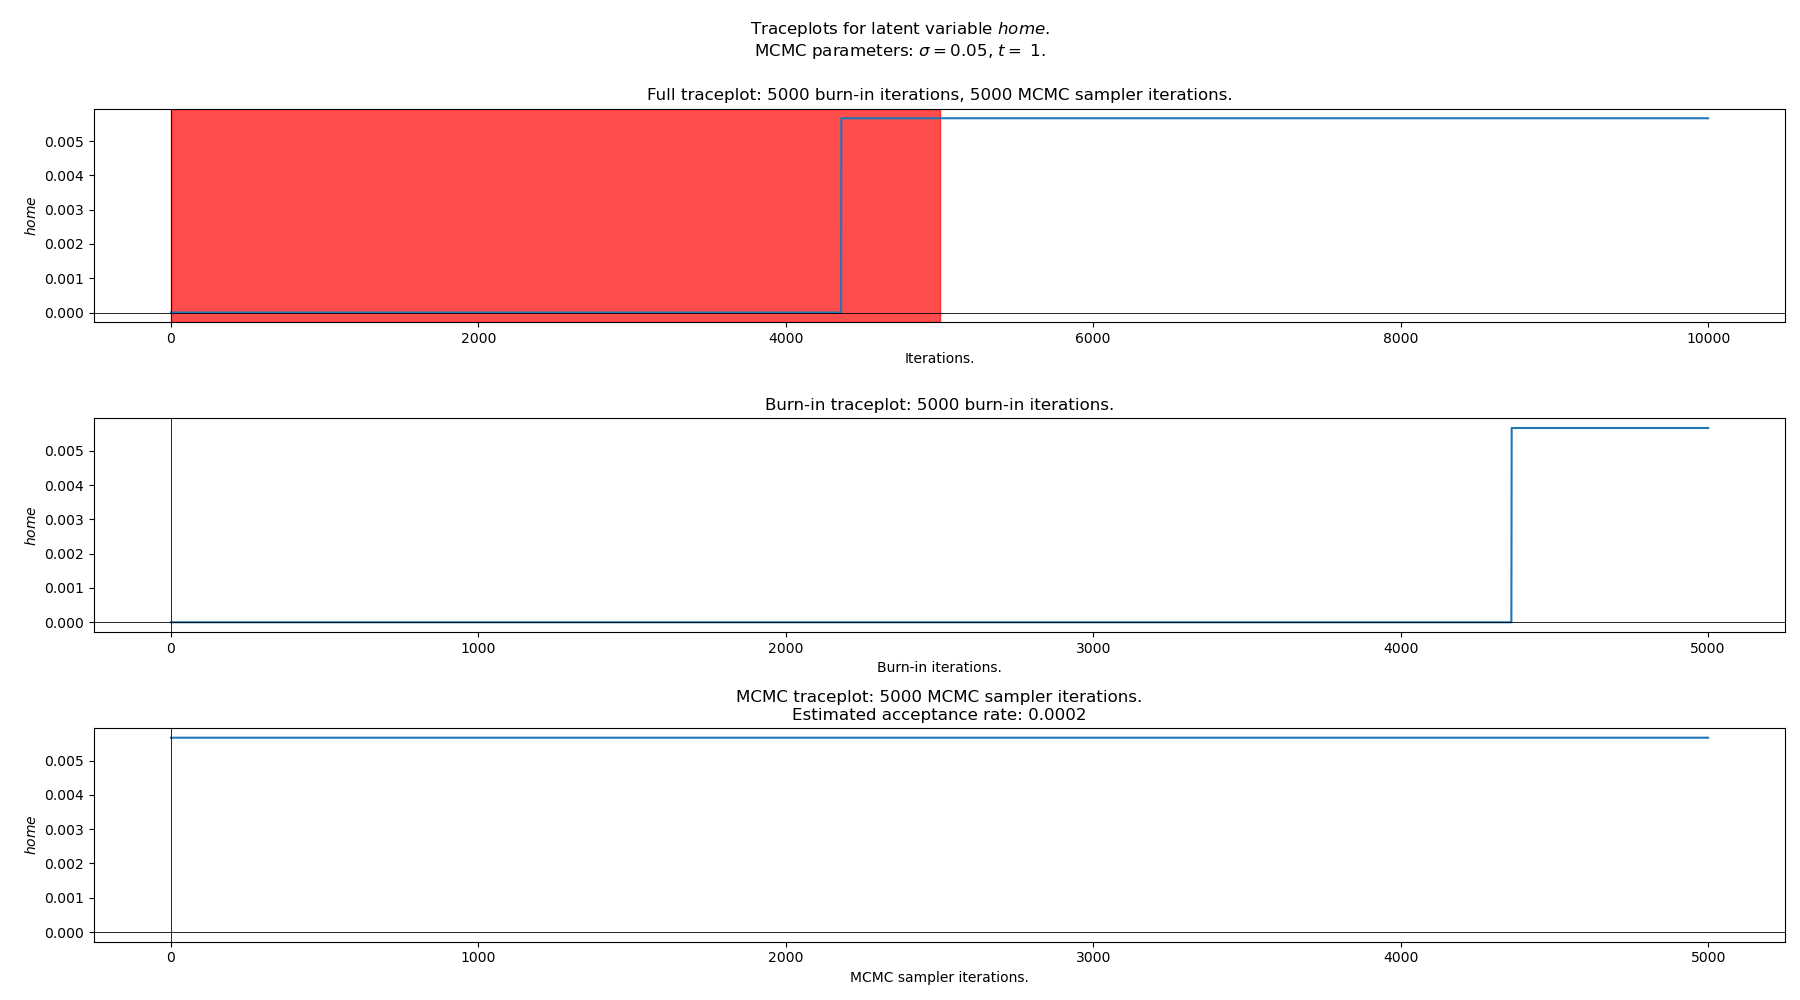 Traceplots for latent variable home.
MCMC parameters: σ = 0.05, t = 1.
Full traceplot: 5000 burn-in iterations, 5000 MCMC sampler iterations.
0.005
0.004
0.003
0.002
0.001
0.000
home
0 2000 4000 6000 8000 10000
Iterations.
Burn-in traceplot: 5000 burn-in iterations.
0.005
0.004
0.003
0.002
0.001
0.000
home
0 1000 2000 3000 4000 5000
Burn-in iterations.
MCMC traceplot: 5000 MCMC sampler iterations.
Estimated acceptance rate: 0.0002
0.005
0.004
0.003
0.002
0.001
0.000
home
0 1000 2000 3000 4000 5000
MCMC sampler iterations.